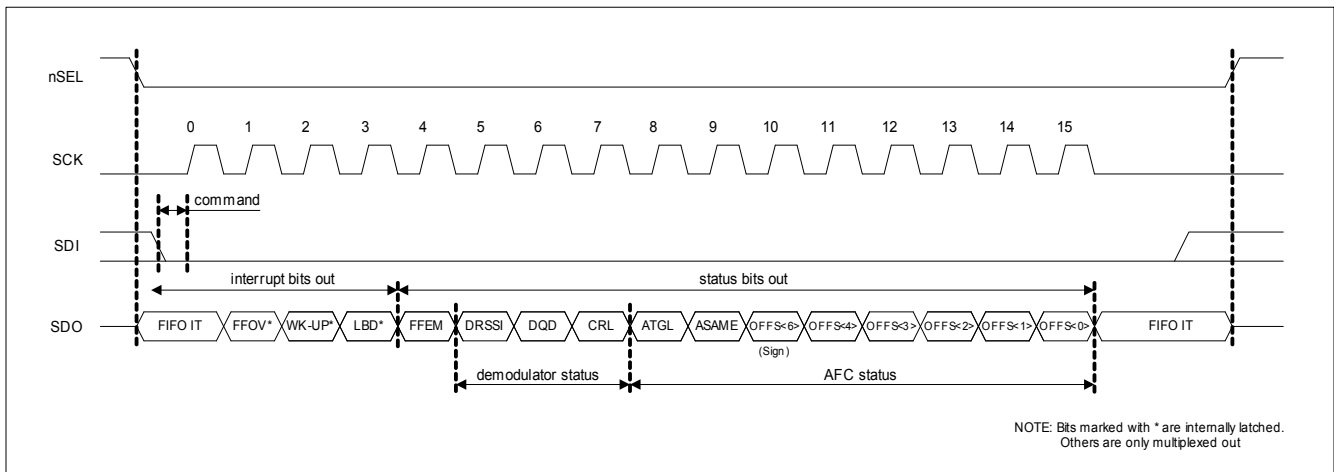 nSEL
0 1 2 3 4 5 6 7 8 9 10 11 12 13 14 15
SCK
command
SDI
interrupt bits out status bits out
SDO FIFO IT FFOV* WK-UP* LBD* FFEM DRSSI DQD CRL ATGL ASAME OFFS<6> OFFS<4> OFFS<3> OFFS<2> OFFS<1> OFFS<0> FIFO IT
(Sign)
demodulator status AFC status
NOTE: Bits marked with * are internally latched.
Others are only multiplexed out